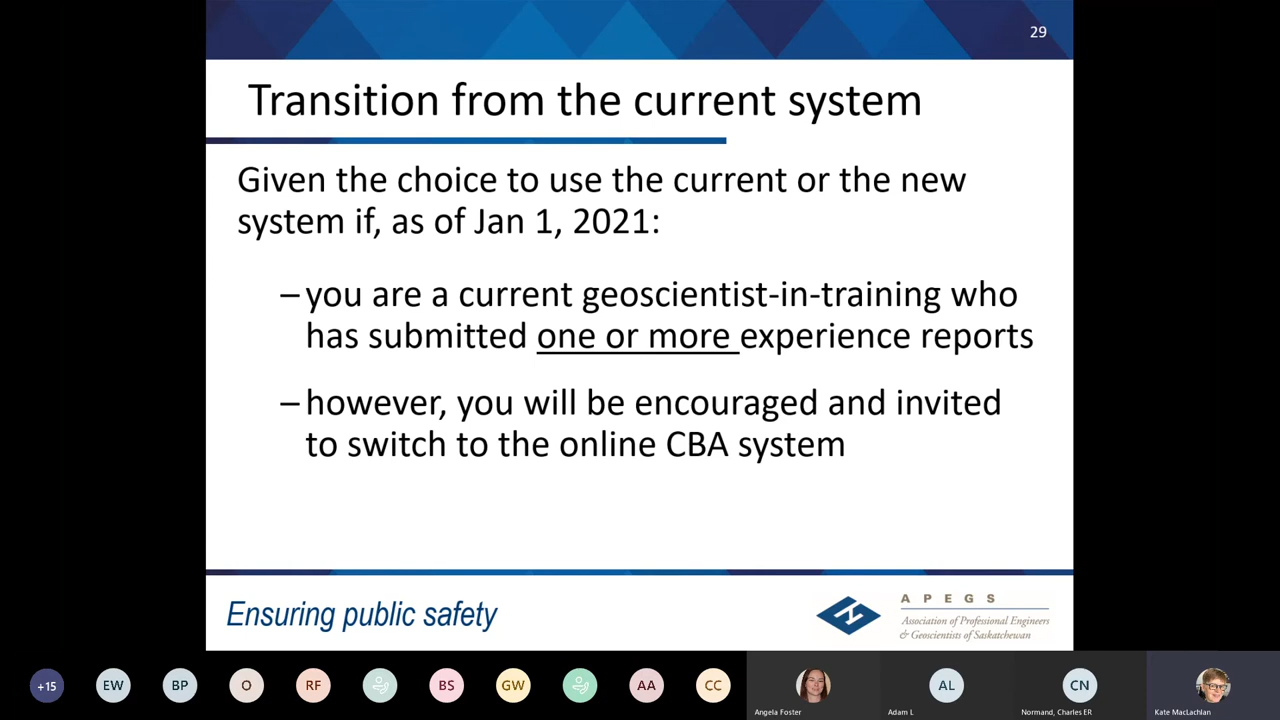 29
Transition from the current system
Given the choice to use the current or the new
system if, as of Jan 1, 2021:
– you are a current geoscientist-in-training who
has submitted one or more experience reports
– however, you will be encouraged and invited
to switch to the online CBA system
Ensuring public safety
A P E G S
Association of Professional Engineers
& Geoscientists of Saskatchewan
+15
EW
BP
O
RF
BS
GW
AA
CC
Angela Foster
AL
Adam L
CN
Normand, Charles ER
Kate MacLachlan